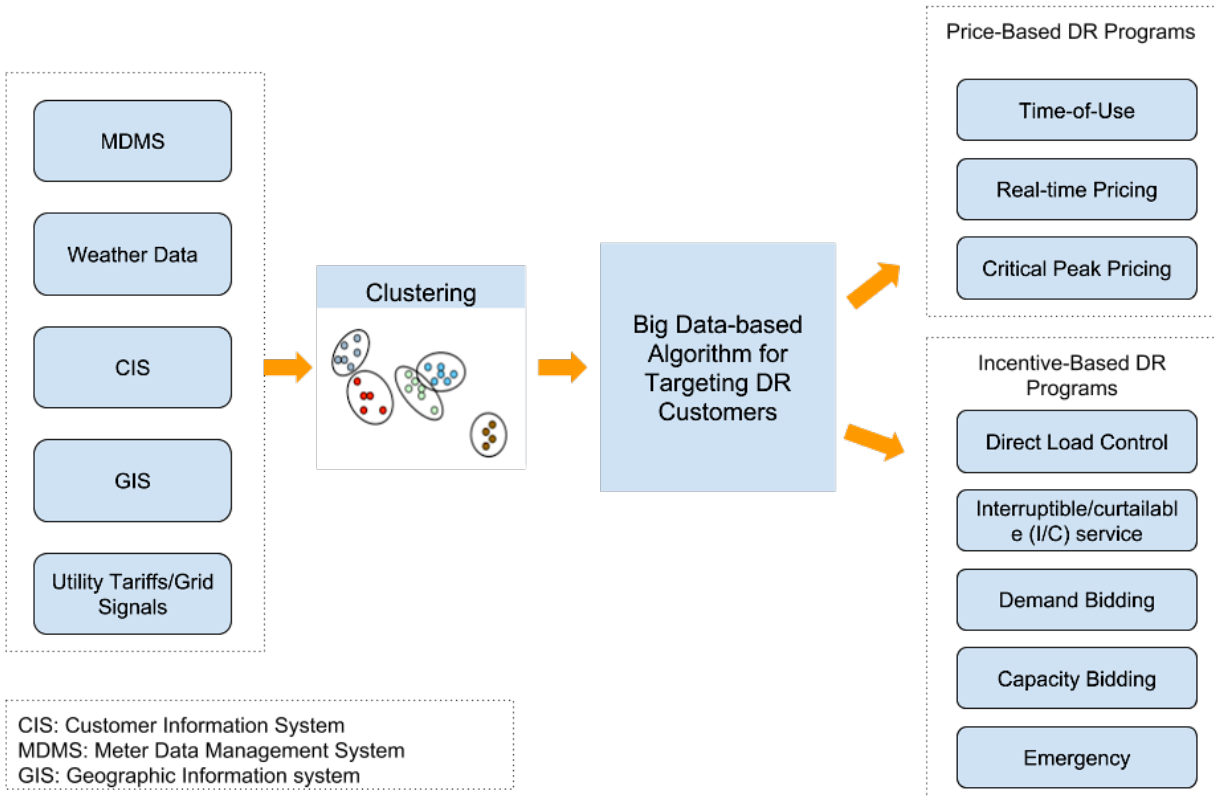 MDMS
Weather Data
CIS
GIS
Utility Tariffs/Grid
Signals
Clustering
Big Data-based
Algorithm for
Targeting DR
Customers
Price-Based DR Programs
Time-of-Use
Real-time Pricing
Critical Peak Pricing
Incentive-Based DR
Programs
Direct Load Control
Interruptible/curtailabl
e (I/C) service
Demand Bidding
Capacity Bidding
Emergency
CIS: Customer Information System
MDMS: Meter Data Management System
GIS: Geographic Information system